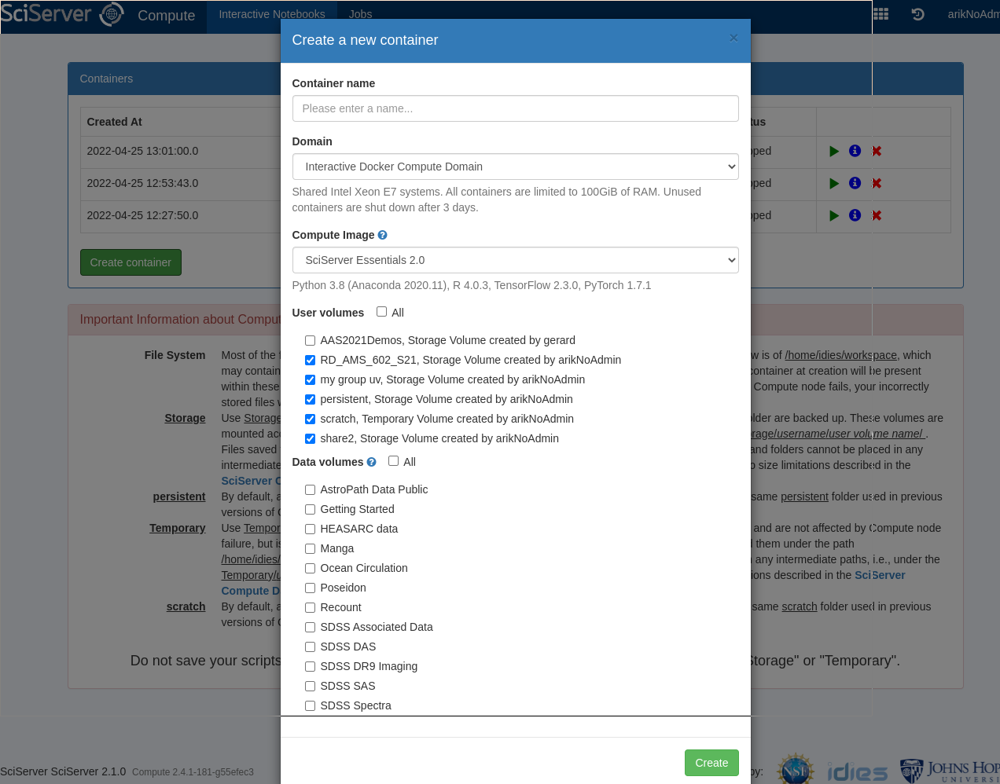 SciServer Compute Interactive Notebooks Jobs arikNoAdm
Create a new container ×
Containers
Container name
Please enter a name...
Created At tus
Domain
2022-04-25 13:01:00.0 pped
Interactive Docker Compute Domain
2022-04-25 12:53:43.0 pped
Shared Intel Xeon E7 systems. All containers are limited to 100GiB of RAM. Unused
containers are shut down after 3 days.
2022-04-25 12:27:50.0 pped
Compute Image
SciServer Essentials 2.0
Create container
Python 3.8 (Anaconda 2020.11), R 4.0.3, TensorFlow 2.3.0, PyTorch 1.7.1
User volumes All
Important Information about Comput
AAS2021Demos, Storage Volume created by gerard
RD_AMS_602_S21, Storage Volume created by arikNoAdmin
my group uv, Storage Volume created by arikNoAdmin
persistent, Storage Volume created by arikNoAdmin
scratch, Temporary Volume created by arikNoAdmin
share2, Storage Volume created by arikNoAdmin
Data volumes All
AstroPath Data Public
Getting Started
HEASARC data
Manga
Ocean Circulation
Poseidon
Recount
SDSS Associated Data
SDSS DAS
SDSS DR9 Imaging
SDSS SAS
SDSS Spectra
Create
File System Most of the f w is of /home/idies/workspace, which
may contain container at creation will be present
within these Compute node fails, your incorrectly
stored files w
Storage Use Storage older are backed up. These volumes are
mounted acc rage/username/user volume name/ .
Files saved and folders cannot be placed in any
intermediate o size limitations described in the
SciServer C
persistent By default, a same persistent folder used in previous
versions of C
Temporary Use Tempor and are not affected by Compute node
failure, but is d them under the path
/home/idies/ n any intermediate paths, i.e., under the
Temporary/u ions described in the SciServer
Compute D
scratch By default, a same scratch folder used in previous
versions of C
Do not save your scripts Storage" or "Temporary".
SciServer SciServer 2.1.0 Compute 2.4.1-181-g55efec3 by: NSF idies JOHNS HOP
UNIVERSI